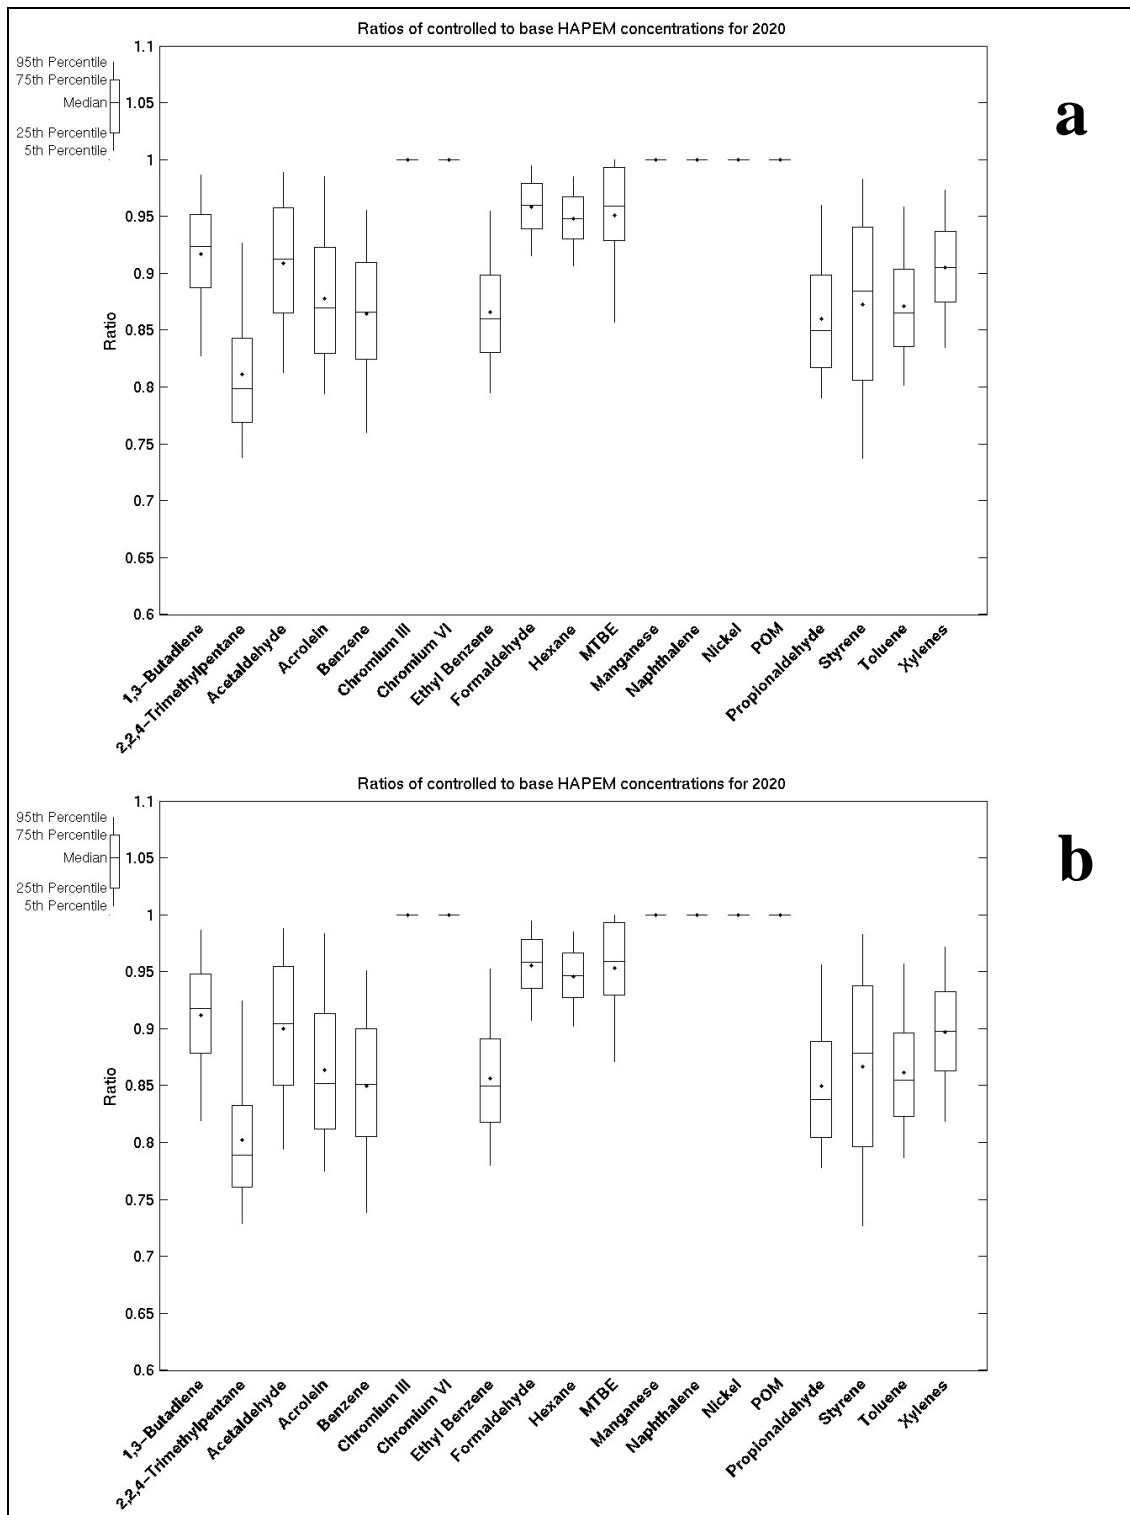 Ratios of controlled to base HAPEM concentrations for 2020
a
95th Percentile
75th Percentile
Median
25th Percentile
5th Percentile
1.1
1.05
1
0.95
0.9
0.85
0.8
0.75
0.7
0.65
0.6
Ratio
1,3-Butadiene
2,2,4-Trimethylpentane
Acetaldehyde
Acrolein
Benzene
Chromium III
Chromium VI
Ethyl Benzene
Formaldehyde
Hexane
MTBE
Manganese
Naphthalene
Nickel
POM
Propionaldehyde
Styrene
Toluene
Xylenes
Ratios of controlled to base HAPEM concentrations for 2020
b
95th Percentile
75th Percentile
Median
25th Percentile
5th Percentile
1.1
1.05
1
0.95
0.9
0.85
0.8
0.75
0.7
0.65
0.6
Ratio
1,3-Butadiene
2,2,4-Trimethylpentane
Acetaldehyde
Acrolein
Benzene
Chromium III
Chromium VI
Ethyl Benzene
Formaldehyde
Hexane
MTBE
Manganese
Naphthalene
Nickel
POM
Propionaldehyde
Styrene
Toluene
Xylenes